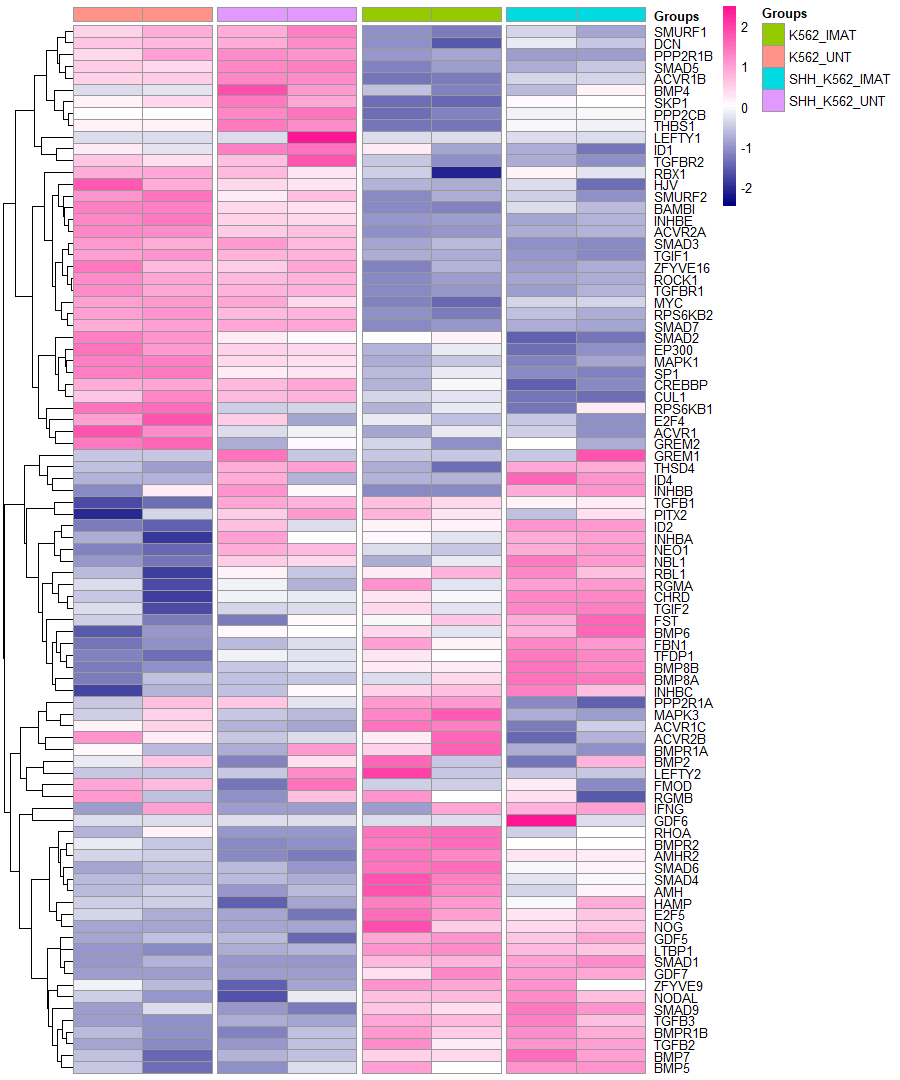 Groups
SMURF1
DCN
PPP2R1B
SMAD5
ACVR1B
BMP4
SKP1
PPP2CB
THBS1
LEFTY1
ID1
TGFBR2
RBX1
HJV
SMURF2
BAMBI
INHBE
ACVR2A
SMAD3
TGIF1
ZFYVE16
ROCK1
TGFBR1
MYC
RPS6KB2
SMAD7
SMAD2
EP300
MAPK1
SP1
CREBBP
CUL1
RPS6KB1
E2F4
ACVR1
GREM2
GREM1
THSD4
ID4
INHBB
TGFB1
PITX2
ID2
INHBA
NEO1
NBL1
RBL1
RGMA
CHRD
TGIF2
FST
BMP6
FBN1
TFDP1
BMP8B
BMP8A
INHBC
PPP2R1A
MAPK3
ACVR1C
ACVR2B
BMPR1A
BMP2
LEFTY2
FMOD
RGMB
IFNG
GDF6
RHOA
BMPR2
AMHR2
SMAD6
SMAD4
AMH
HAMP
E2F5
NOG
GDF5
LTBP1
SMAD1
GDF7
ZFYVE9
NODAL
SMAD9
TGFB3
BMPR1B
TGFB2
BMP7
BMP5
2
1
0
-1
-2
Groups
K562_IMAT
K562_UNT
SHH_K562_IMAT
SHH_K562_UNT